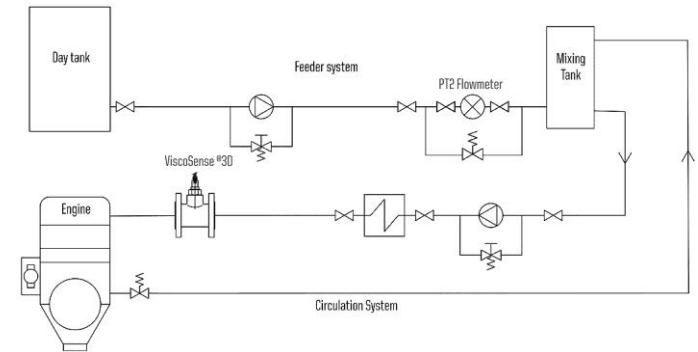 Day tank
Feeder system
PT2 Flowmeter
Mixing
Tank
ViscoSense®3D
Engine
Circulation System